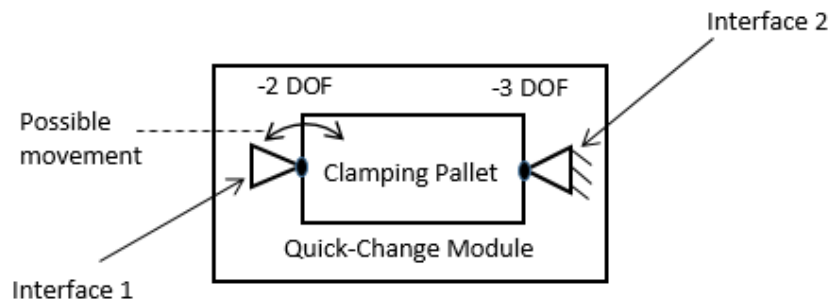 Interface 2
-2 DOF
-3 DOF
Possible
movement
Clamping Pallet
Quick-Change Module
Interface 1